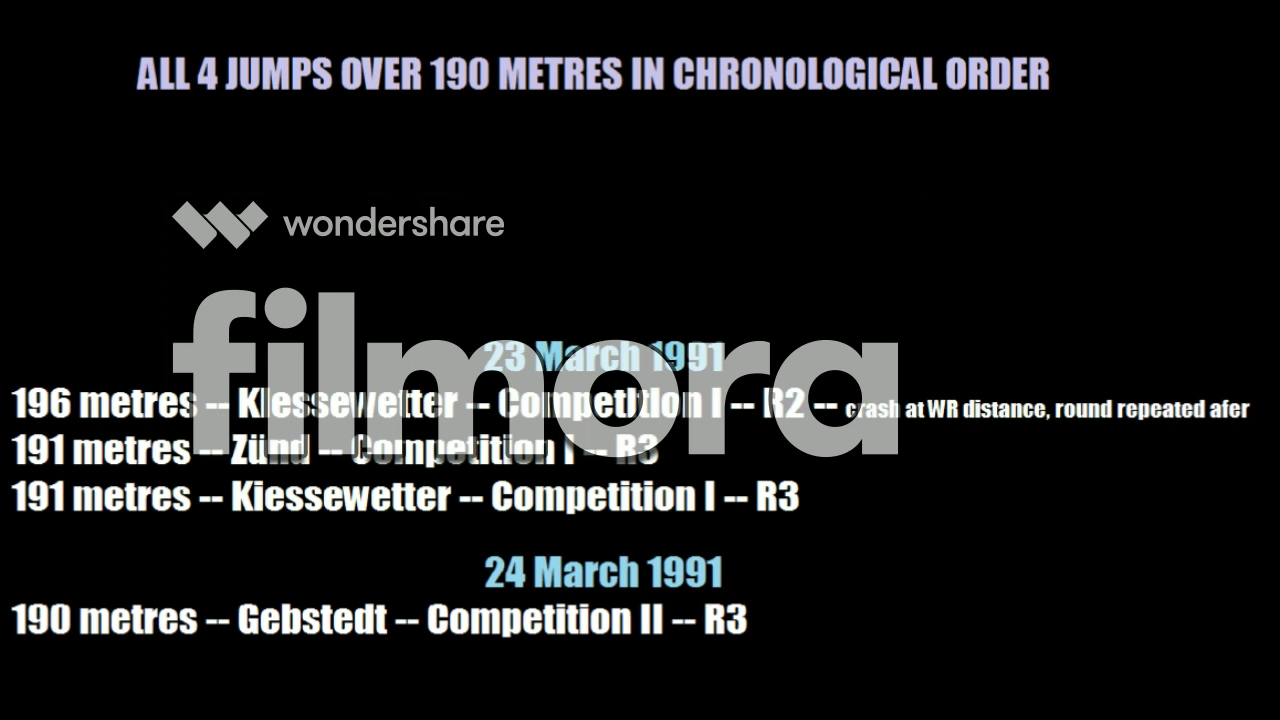 ALL 4 JUMPS OVER 190 METRES IN CHRONOLOGICAL ORDER
wondershare
filmora
23 March 1991
196 metres -- Kiessewetter -- Competition I -- R2 -- crash at WR distance, round repeated afer
191 metres -- Zünd -- Competition I -- R3
191 metres -- Kiessewetter -- Competition I -- R3
24 March 1991
190 metres -- Gebstedt -- Competition II -- R3